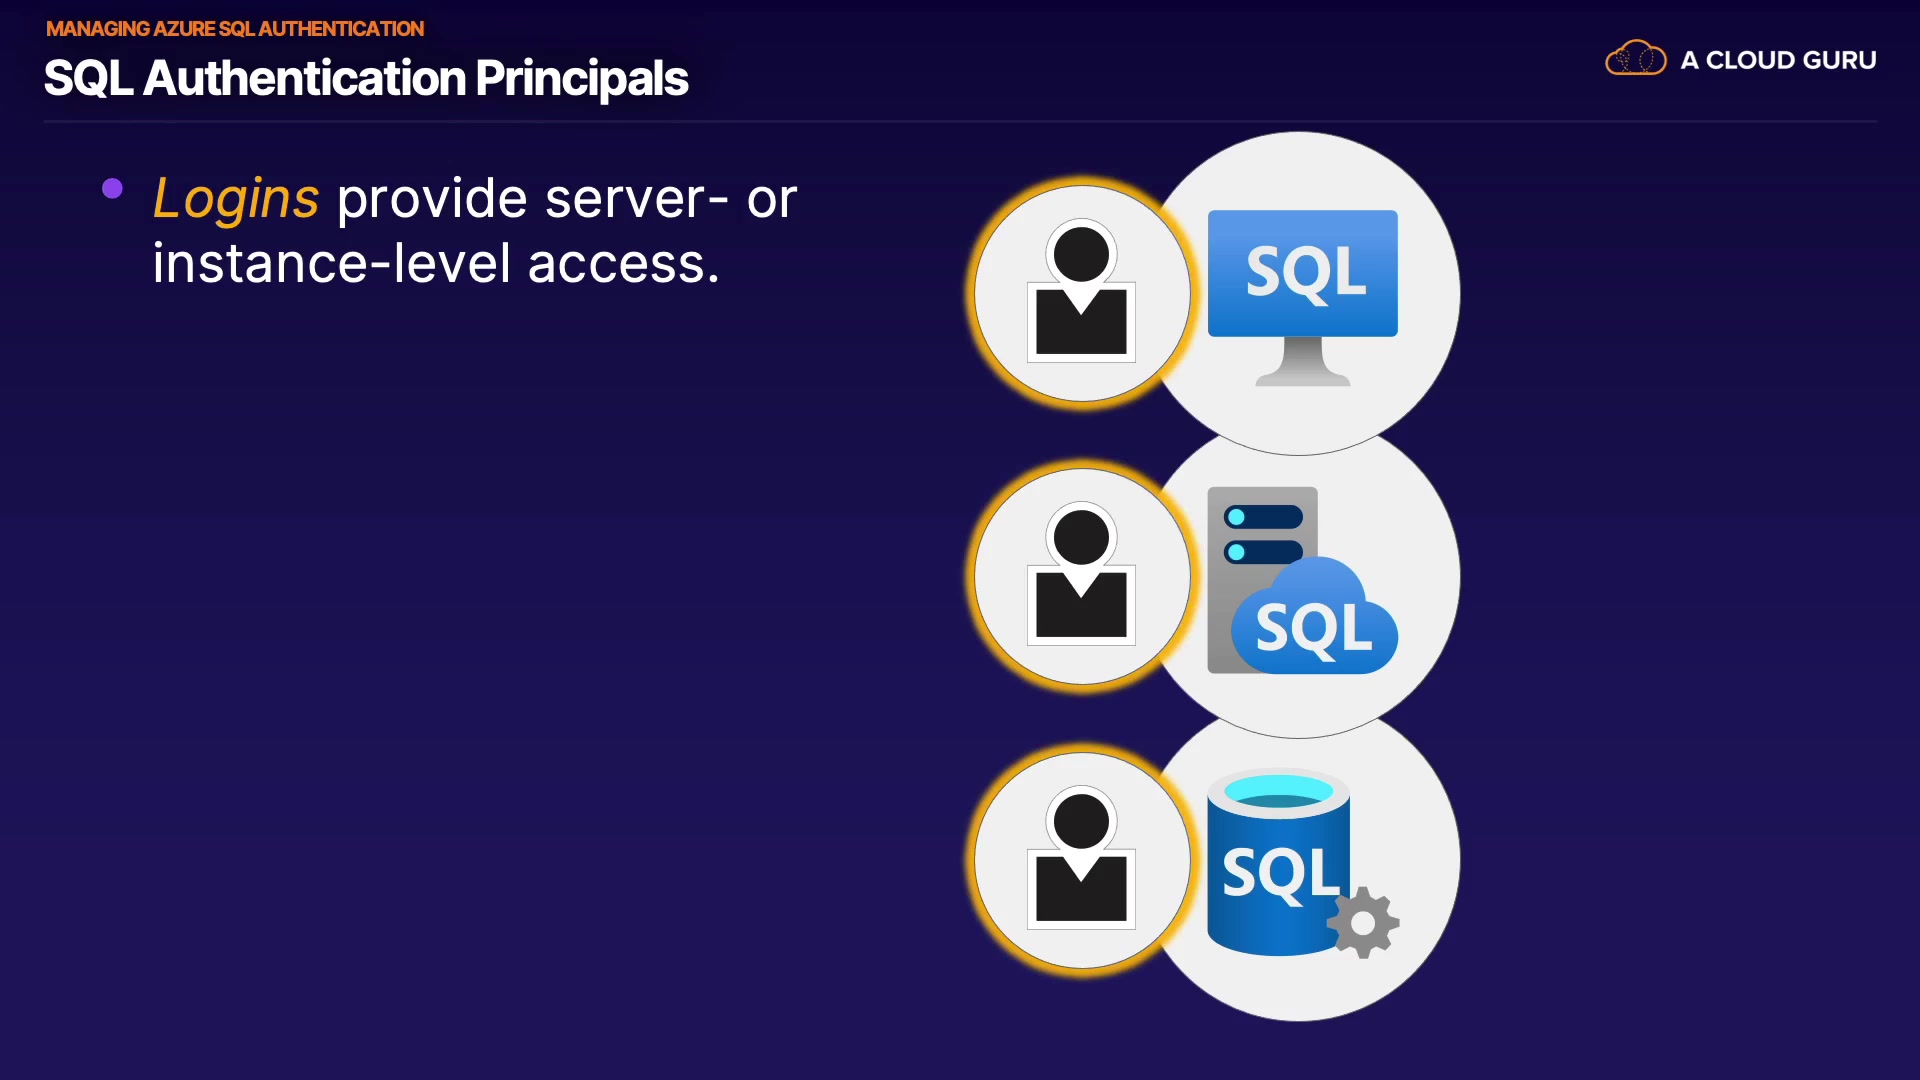 MANAGING AZURE SQL AUTHENTICATION
SQL Authentication Principals
A CLOUD GURU
Logins provide server- or
instance-level access.
SQL
SQL
SQL